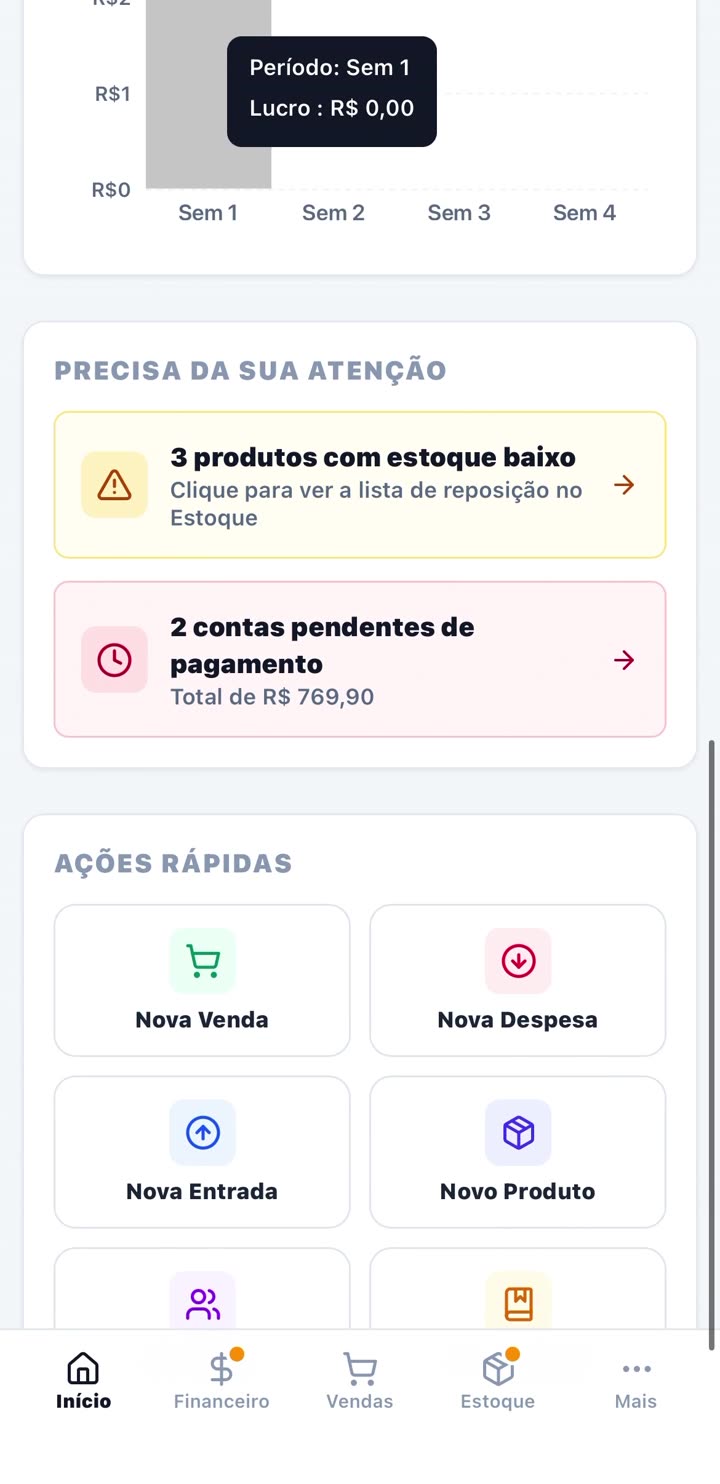 R$2
Período: Sem 1
R$1
Lucro : R$ 0,00
R$0
Sem 1 Sem 2 Sem 3 Sem 4
PRECISA DA SUA ATENÇÃO
3 produtos com estoque baixo
Clique para ver a lista de reposição no
Estoque
2 contas pendentes de
pagamento
Total de R$ 769,90
AÇÕES RÁPIDAS
Nova Venda Nova Despesa
Nova Entrada Novo Produto
Início Financeiro Vendas Estoque Mais